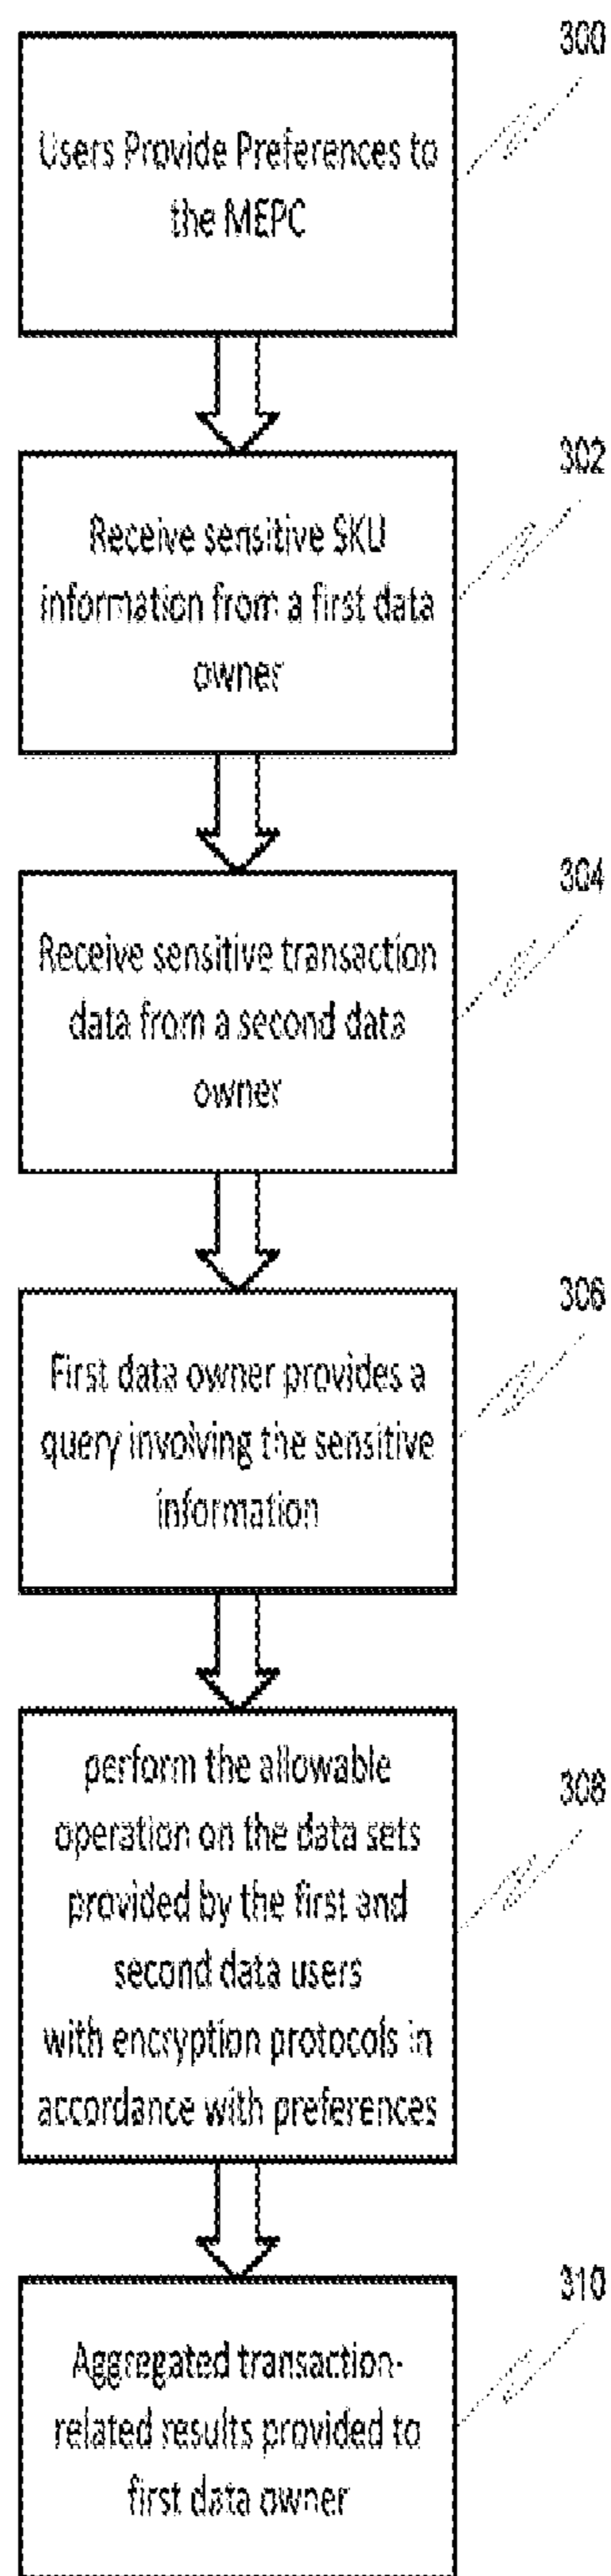 300
Users Provide Preferences to
the MEPC
302
Receive sensitive SKU
information from a first data
owner
304
Receive sensitive transaction
data from a second data
owner
306
First data owner provides a
query involving the sensitive
information
308
perform the allowable
operation on the data sets
provided by the first and
second data users
with encryption protocols in
accordance with preferences
310
Aggregated transaction-
related results provided to
first data owner